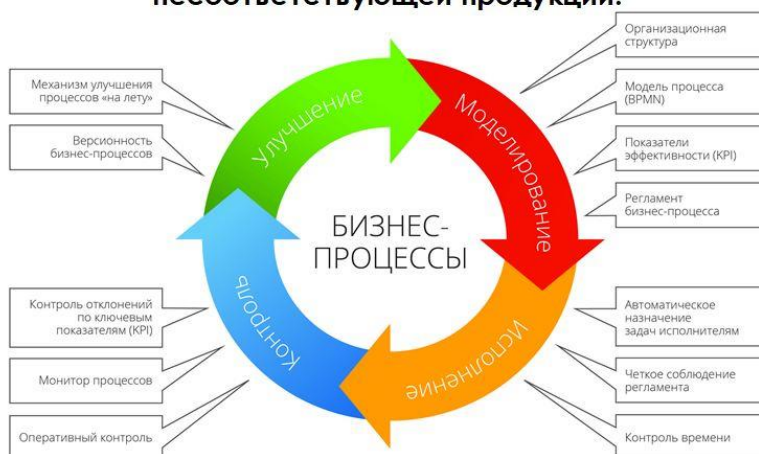 несоответствующей продукции.
Организационная
структура
Механизм улучшения
процессов «на лету»
Модель процесса
(BPMN)
Версионность
бизнес-процессов
Показатели
эффективности (KPI)
Регламент
бизнес-процесса
Улучшение
Моделирование
БИЗНЕС-
ПРОЦЕССЫ
Контроль
Исполнение
Контроль отклонений
по ключевым
показателям (KPI)
Автоматическое
назначение
задач исполнителям
Монитор процессов
Четкое соблюдение
регламента
Оперативный контроль
Контроль времени